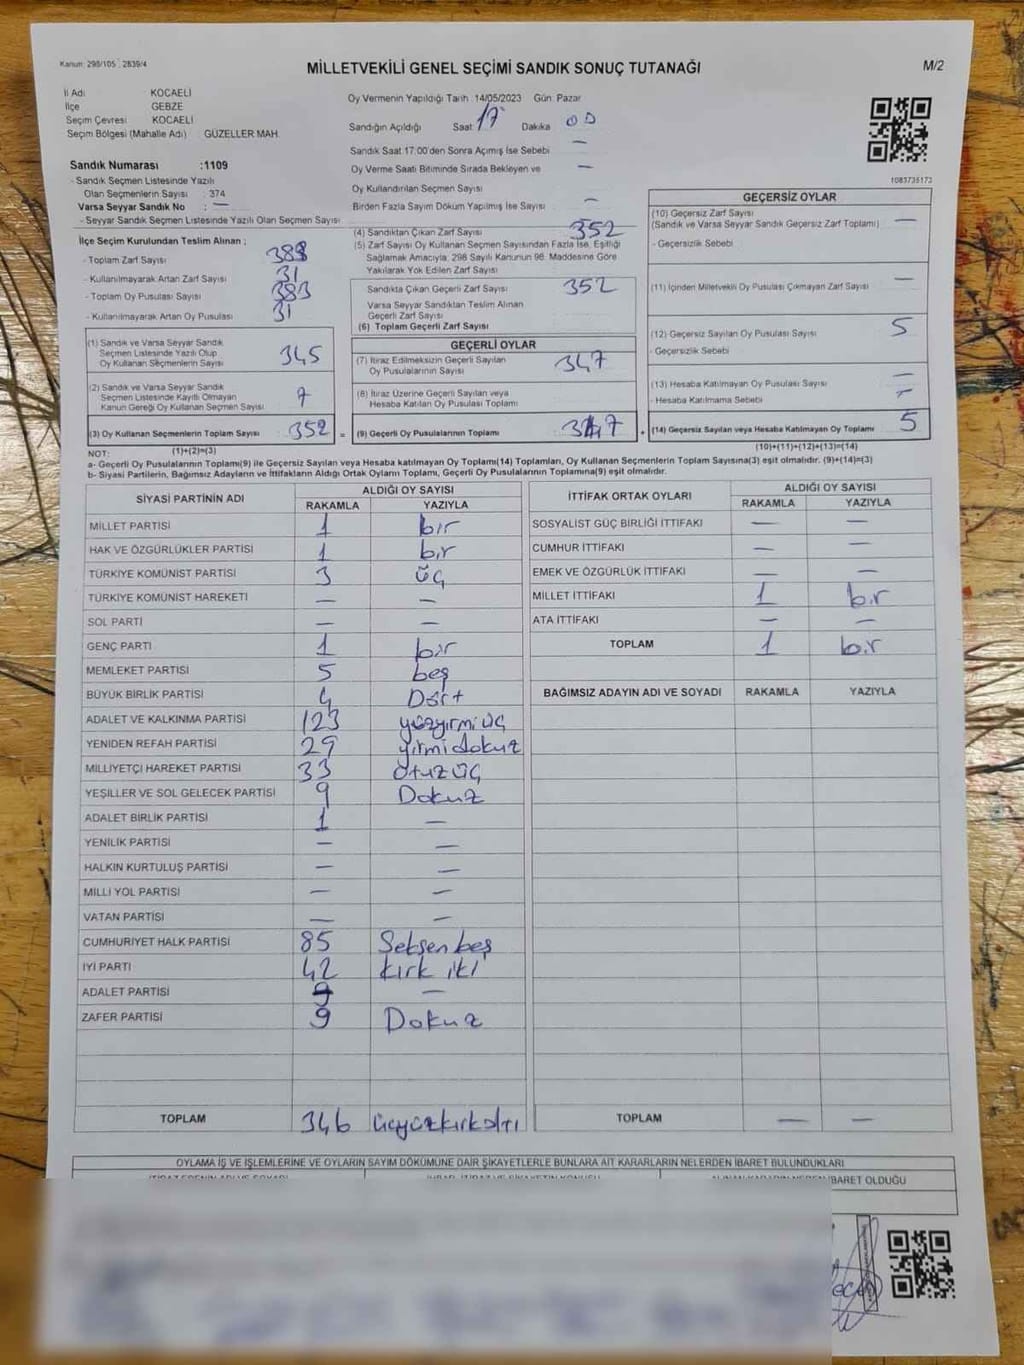 Kanun: 298/105 2839/4
MİLLETVEKİLİ GENEL SEÇİMİ SANDIK SONUÇ TUTANAĞI
M/2
İl Adı KOCAELİ
İlçe GEBZE
Seçim Çevresi KOCAELİ
Seçim Bölgesi (Mahalle Adı) GÜZELLER MAH.
Sandık Numarası :1109
- Sandık Seçmen Listesinde Yazılı
Olan Seçmenlerin Sayısı : 374
Varsa Seyyar Sandık No : —
- Seyyar Sandık Seçmen Listesinde Yazılı Olan Seçmen Sayısı
Oy Vermenin Yapıldığı Tarih :14/05/2023 Gün: Pazar
Sandığın Açıldığı Saat 17 Dakika 00
Sandık Saat 17:00'den Sonra Açımış İse Sebebi —
Oy Verme Saati Bitiminde Sırada Bekleyen ve —
Oy Kullandırılan Seçmen Sayısı
Birden Fazla Sayım Döküm Yapılmış İse Sayısı —
1083735173
İlçe Seçim Kurulundan Teslim Alınan ;
- Toplam Zarf Sayısı 383
- Kullanılmayarak Artan Zarf Sayısı 31
- Toplam Oy Pusulası Sayısı 383
- Kullanılmayarak Artan Oy Pusulası 31
(4) Sandıktan Çıkan Zarf Sayısı 352
(5) Zarf Sayısı Oy Kullanan Seçmen Sayısından Fazla İse, Eşitliği
Sağlamak Amacıyla, 298 Sayılı Kanunun 98. Maddesine Göre
Yakılarak Yok Edilen Zarf Sayısı
Sandıkta Çıkan Geçerli Zarf Sayısı 352
Varsa Seyyar Sandıktan Teslim Alınan
Geçerli Zarf Sayısı
(6) Toplam Geçerli Zarf Sayısı
GEÇERSİZ OYLAR
(10) Geçersiz Zarf Sayısı —
(Sandık ve Varsa Seyyar Sandık Geçersiz Zarf Toplamı)
- Geçersizlik Sebebi
(11) İçinden Milletvekili Oy Pusulası Çıkmayan Zarf Sayısı —
(12) Geçersiz Sayılan Oy Pusulası Sayısı 5
- Geçersizlik Sebebi
(13) Hesaba Katılmayan Oy Pusulası Sayısı —
- Hesaba Katılmama Sebebi
(14) Geçersiz Sayılan veya Hesaba Katılmayan Oy Toplamı 5
(10)+(11)+(12)+(13)=(14)
(1) Sandık ve Varsa Seyyar Sandık
Seçmen Listesinde Yazılı Olup
Oy Kullanan Seçmenlerin Sayısı 345
(2) Sandık ve Varsa Seyyar Sandık
Seçmen Listesinde Kayıtlı Olmayan
Kanun Gereği Oy Kullanan Seçmen Sayısı 7
(3) Oy Kullanan Seçmenlerin Toplam Sayısı 352 =
(1)+(2)=(3)
GEÇERLİ OYLAR
(7) İtiraz Edilmeksizin Geçerli Sayılan
Oy Pusulalarının Sayısı 347
(8) İtiraz Üzerine Geçerli Sayılan veya
Hesaba Katılan Oy Pusulası Toplamı
(9) Geçerli Oy Pusulalarının Toplamı 347 +
NOT:
a- Geçerli Oy Pusulalarının Toplamı(9) ile Geçersiz Sayılan veya Hesaba katılmayan Oy Toplamı(14) Toplamları, Oy Kullanan Seçmenlerin Toplam Sayısına(3) eşit olmalıdır. (9)+(14)=(3)
b- Siyasi Partilerin, Bağımsız Adayların ve İttifakların Aldığı Ortak Oyların Toplamı, Geçerli Oy Pusulalarının Toplamına(9) eşit olmalıdır.
SİYASİ PARTİNİN ADI ALDIĞI OY SAYISI
RAKAMLA YAZIYLA
MİLLET PARTİSİ 1 bir
HAK VE ÖZGÜRLÜKLER PARTİSİ 1 bir
TÜRKİYE KOMÜNİST PARTİSİ 3 üç
TÜRKİYE KOMÜNİST HAREKETİ — —
SOL PARTİ — —
GENÇ PARTİ 1 bir
MEMLEKET PARTİSİ 5 beş
BÜYÜK BİRLİK PARTİSİ 4 Dört
ADALET VE KALKINMA PARTİSİ 123 yüzyirmiüç
YENİDEN REFAH PARTİSİ 29 yirmidokuz
MİLLİYETÇİ HAREKET PARTİSİ 33 otuzüç
YEŞİLLER VE SOL GELECEK PARTİSİ 9 Dokuz
ADALET BİRLİK PARTİSİ 1 —
YENİLİK PARTİSİ — —
HALKIN KURTULUŞ PARTİSİ — —
MİLLİ YOL PARTİSİ — —
VATAN PARTİSİ — —
CUMHURİYET HALK PARTİSİ 85 Seksenbeş
İYİ PARTİ 42 kırk iki
ADALET PARTİSİ —
ZAFER PARTİSİ 9 Dokuz
TOPLAM 346 üçyüzkırkaltı
İTTİFAK ORTAK OYLARI ALDIĞI OY SAYISI
RAKAMLA YAZIYLA
SOSYALİST GÜÇ BİRLİĞİ İTTİFAKI — —
CUMHUR İTTİFAKI — —
EMEK VE ÖZGÜRLÜK İTTİFAKI — —
MİLLET İTTİFAKI 1 bir
ATA İTTİFAKI — —
TOPLAM 1 bir
BAĞIMSIZ ADAYIN ADI VE SOYADI RAKAMLA YAZIYLA
TOPLAM — —
OYLAMA İŞ VE İŞLEMLERİNE VE OYLARIN SAYIM DÖKÜMÜNE DAİR ŞİKAYETLERLE BUNLARA AİT KARARLARIN NELERDEN İBARET BULUNDUKLARI
İBARET OLDUĞU